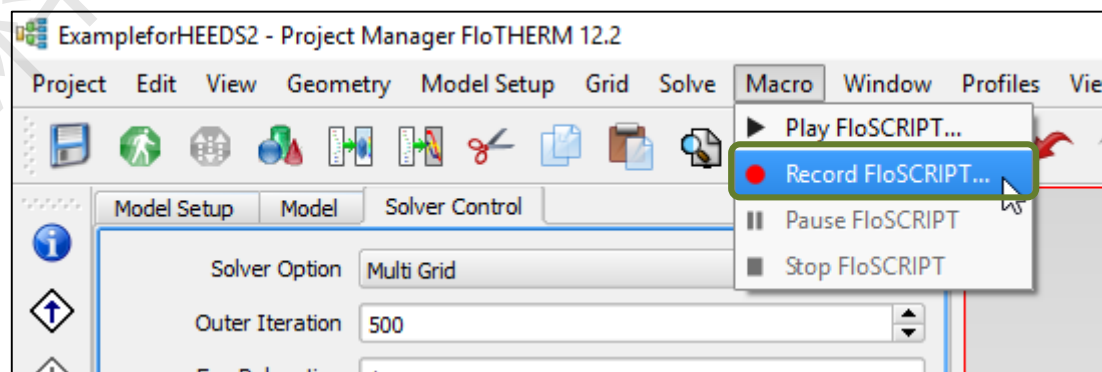 ExampleforHEEDS2 - Project Manager FloTHERM 12.2
Project Edit View Geometry Model Setup Grid Solve Macro Window Profiles Vie
Play FloSCRIPT...
Record FloSCRIPT...
Pause FloSCRIPT
Stop FloSCRIPT
Model Setup Model Solver Control
Solver Option Multi Grid
Outer Iteration 500